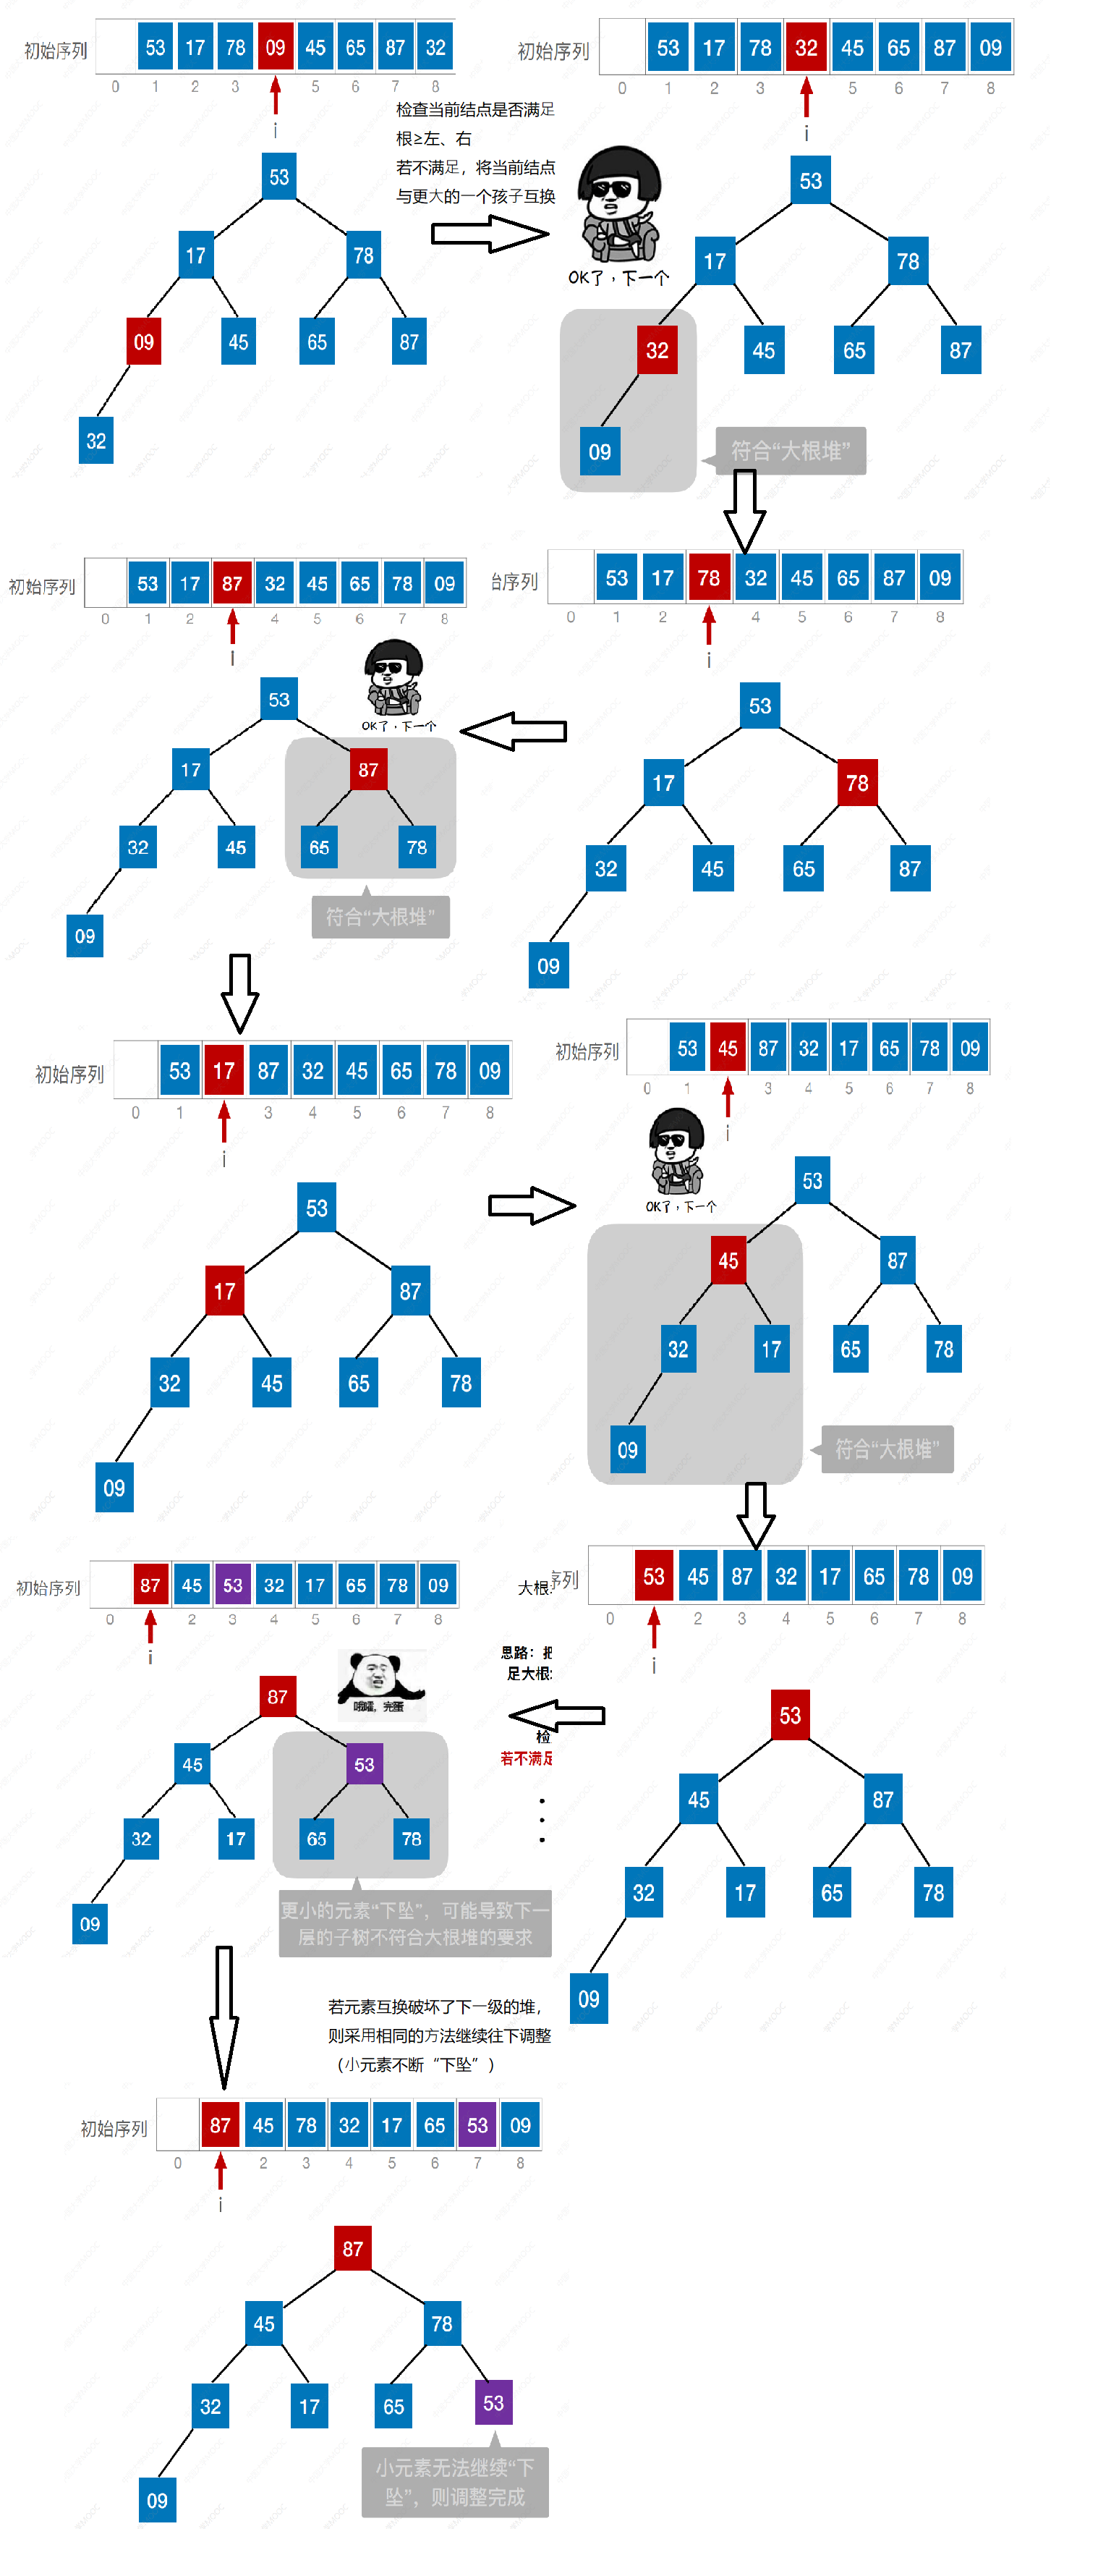 初始序列 53 17 78 09 45 65 87 32
0 1 2 3 5 6 7 8
i
检查当前结点是否满足
根≥左、右
若不满足，将当前结点
与更大的一个孩子互换
53
17 78
09 45 65 87
32
初始序列 53 17 78 32 45 65 87 09
0 1 2 3 5 6 7 8
i
OK了，下一个
53
17 78
32 45 65 87
09
符合“大根堆”
台序列 53 17 78 32 45 65 87 09
0 1 2 4 5 6 7 8
i
53
17 78
32 45 65 87
09
初始序列 53 17 87 32 45 65 78 09
0 1 2 4 5 6 7 8
i
OK了，下一个
53
17 87
32 45 65 78
09
符合“大根堆”
初始序列 53 17 87 32 45 65 78 09
0 1 3 4 5 6 7 8
i
53
17 87
32 45 65 78
09
初始序列 53 45 87 32 17 65 78 09
0 1 3 4 5 6 7 8
i
OK了，下一个
53
45 87
32 17 65 78
09
符合“大根堆”
序列 53 45 87 32 17 65 78 09
0 2 3 4 5 6 7 8
i
53
45 87
32 17 65 78
09
大根
思路：把
足大根
检
若不满足
初始序列 87 45 53 32 17 65 78 09
0 2 3 4 5 6 7 8
i
哦嚯，完蛋
87
45 53
32 17 65 78
09
更小的元素“下坠”，可能导致下一
层的子树不符合大根堆的要求
若元素互换破坏了下一级的堆，
则采用相同的方法继续往下调整
（小元素不断“下坠”）
初始序列 87 45 78 32 17 65 53 09
0 2 3 4 5 6 7 8
i
87
45 78
32 17 65 53
09
小元素无法继续“下
坠”，则调整完成